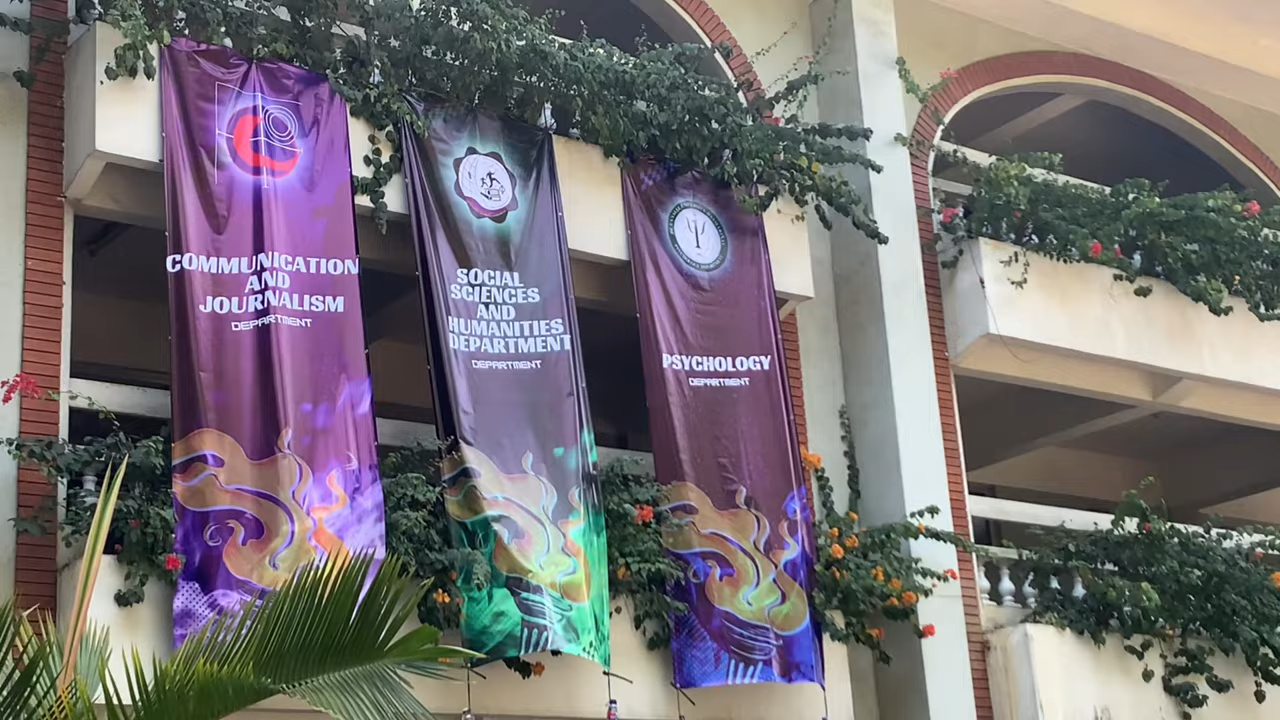 COMMUNICATION
AND
JOURNALISM
DEPARTMENT
SOCIAL
SCIENCES
AND
HUMANITIES
DEPARTMENT
DEPARTMENT
PSYCHOLOGY
DEPARTMENT